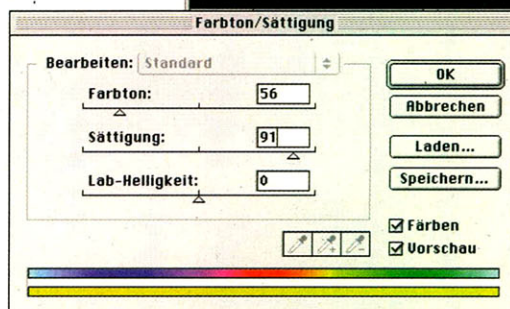 Farbton/Sättigung
Bearbeiten: Standard
Farbton: 56
Sättigung: 91
Lab-Helligkeit: 0
OK
Abbrechen
Laden...
Speichern...
Färben
Vorschau